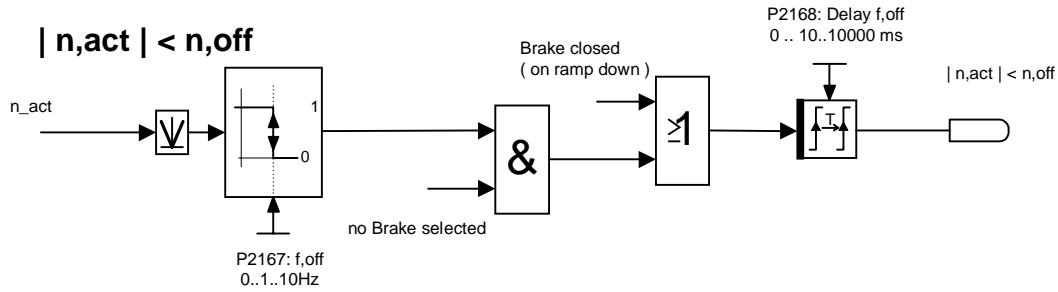 | n,act | < n,off
P2168: Delay f,off
0 .. 10..10000 ms
Brake closed
( on ramp down )
| n,act | < n,off
n_act
1
0
&
≥1
T
no Brake selected
P2167: f,off
0..1..10Hz